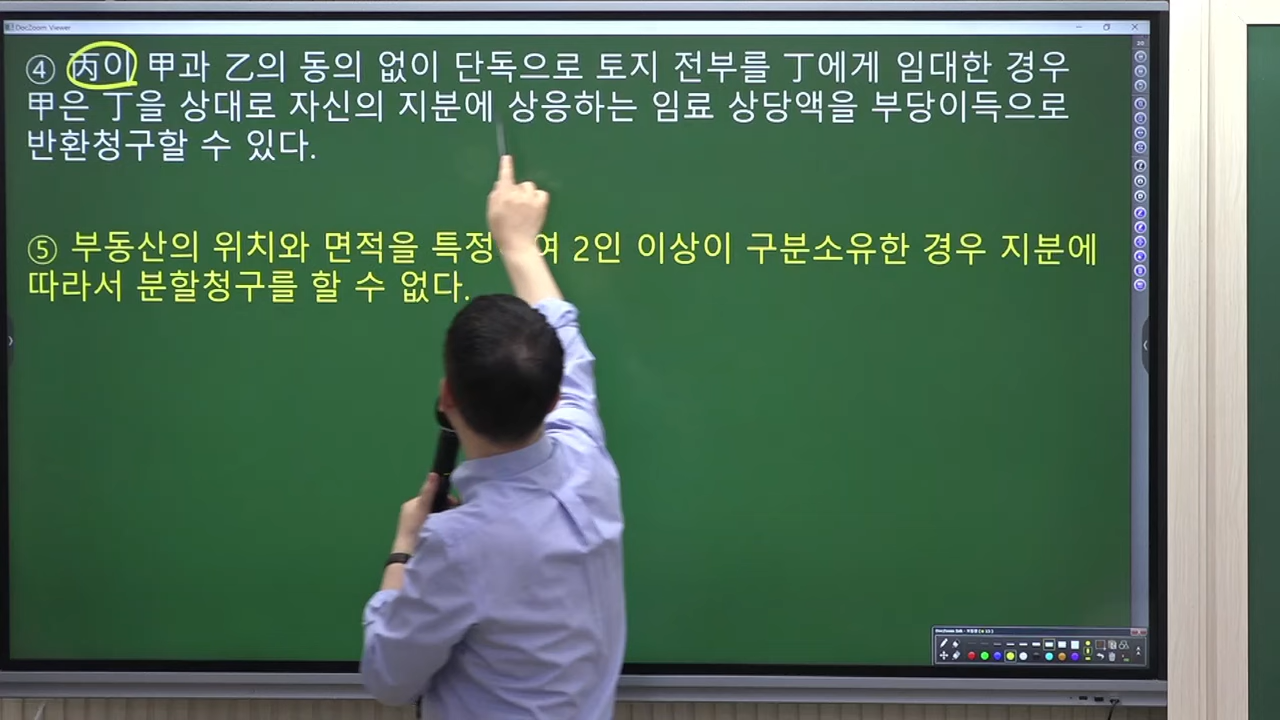 DocZoom Viewer
④ 丙이 甲과 乙의 동의 없이 단독으로 토지 전부를 丁에게 임대한 경우
甲은 丁을 상대로 자신의 지분에 상응하는 임료 상당액을 부당이득으로
반환청구할 수 있다.
⑤ 부동산의 위치와 면적을 특정 여 2인 이상이 구분소유한 경우 지분에
따라서 분할청구를 할 수 없다.